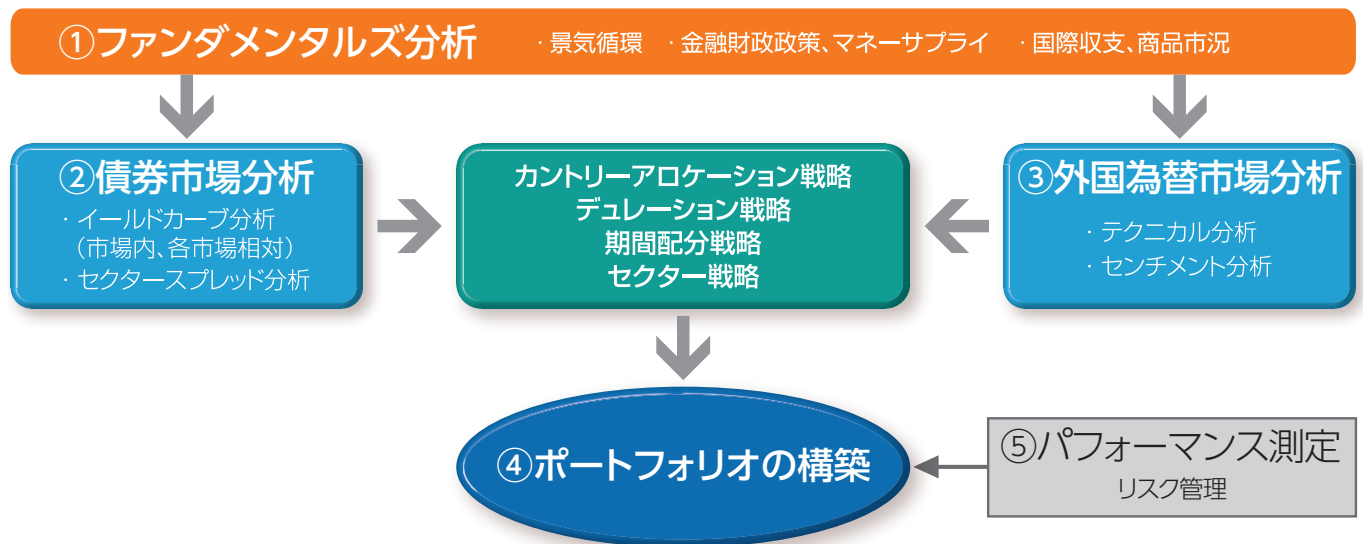 ①ファンダメンタルズ分析 ・景気循環 ・金融財政政策、マネーサプライ ・国際収支、商品市況
②債券市場分析
・イールドカーブ分析
(市場内、各市場相対)
・セクタースプレッド分析
カントリーアロケーション戦略
デュレーション戦略
期間配分戦略
セクター戦略
③外国為替市場分析
・テクニカル分析
・センチメント分析
④ポートフォリオの構築
⑤パフォーマンス測定
リスク管理